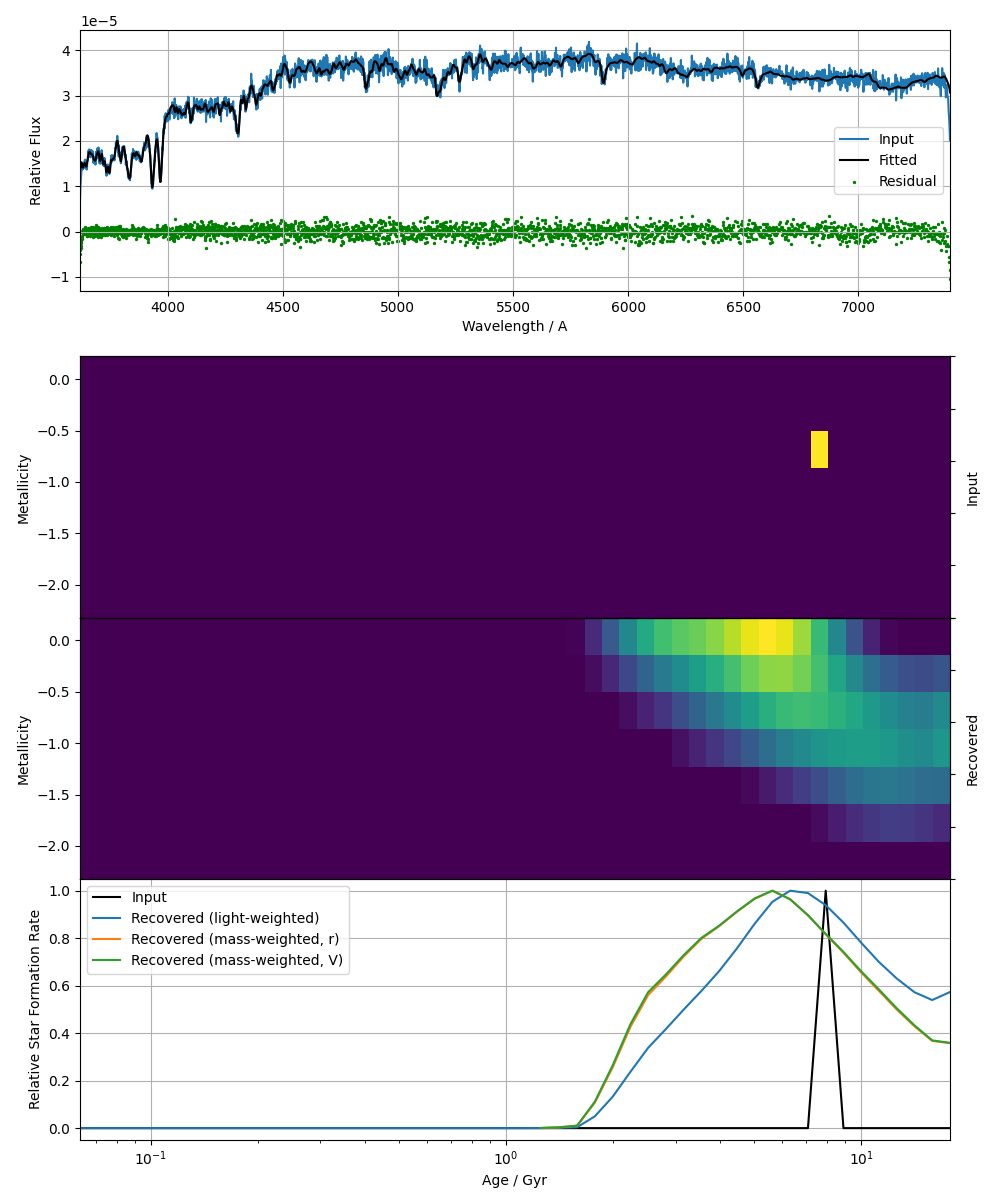 1e−5
4
3
2
1
0
−1
Relative Flux
Input
Fitted
Residual
4000 4500 5000 5500 6000 6500 7000
Wavelength / A
0.0
−0.5
−1.0
−1.5
−2.0
Metallicity
Input
0.0
−0.5
−1.0
−1.5
−2.0
Metallicity
Recovered
1.0
0.8
0.6
0.4
0.2
0.0
Relative Star Formation Rate
Input
Recovered (light-weighted)
Recovered (mass-weighted, r)
Recovered (mass-weighted, V)
10⁻¹ 10⁰ 10¹
Age / Gyr